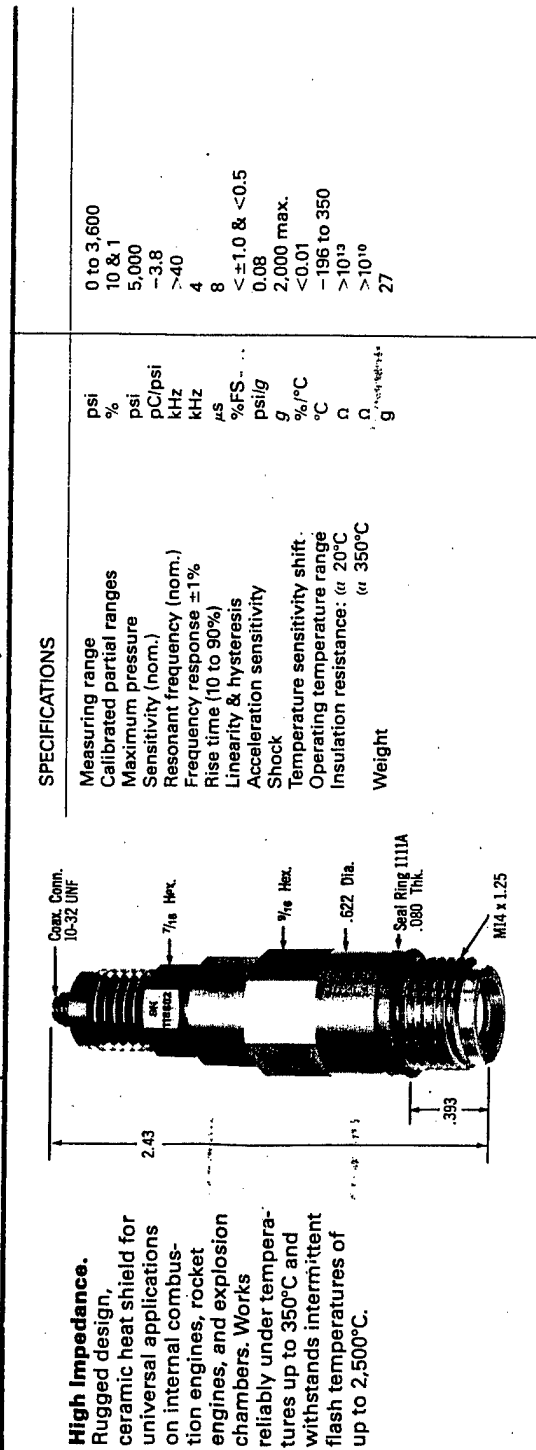 High Impedance.
Rugged design,
ceramic heat shield for
universal applications
on internal combus-
tion engines, rocket
engines, and explosion
chambers. Works
reliably under tempera-
tures up to 350°C and
withstands intermittent
flash temperatures of
up to 2,500°C.
Coax. Conn.
10-32 UNF
7/16 Hex.
9/16 Hex.
.622 Dia.
Seal Ring 1111A
.080 Thk.
M14 x 1.25
2.43
.393
SPECIFICATIONS
Measuring range psi 0 to 3,600
Calibrated partial ranges % 10 & 1
Maximum pressure psi 5,000
Sensitivity (nom.) pC/psi -3.8
Resonant frequency (nom.) kHz >40
Frequency response ±1% kHz 4
Rise time (10 to 90%) µs 8
Linearity & hysteresis %FS < ±1.0 & <0.5
Acceleration sensitivity psi/g 0.08
Shock g 2,000 max.
Temperature sensitivity shift %/°C <0.01
Operating temperature range °C -196 to 350
Insulation resistance: @ 20°C Ω >10¹³
@ 350°C Ω >10¹⁰
Weight g 27